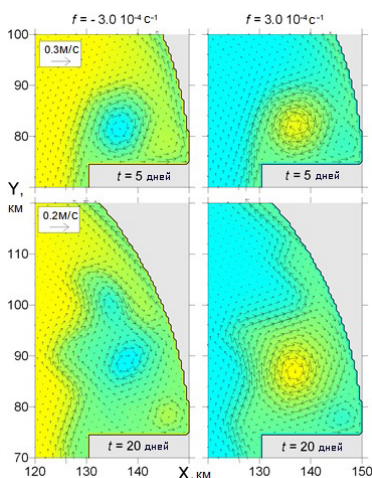 f = - 3.0 10⁻⁴ c⁻¹
f = 3.0 10⁻⁴ c⁻¹
100
0.3М/С
80
t = 5 дней
t = 5 дней
Y,
км
120
0.2М/С
110
100
90
80
t = 20 дней
t = 20 дней
70
120 130 140 X, км 130 140 150